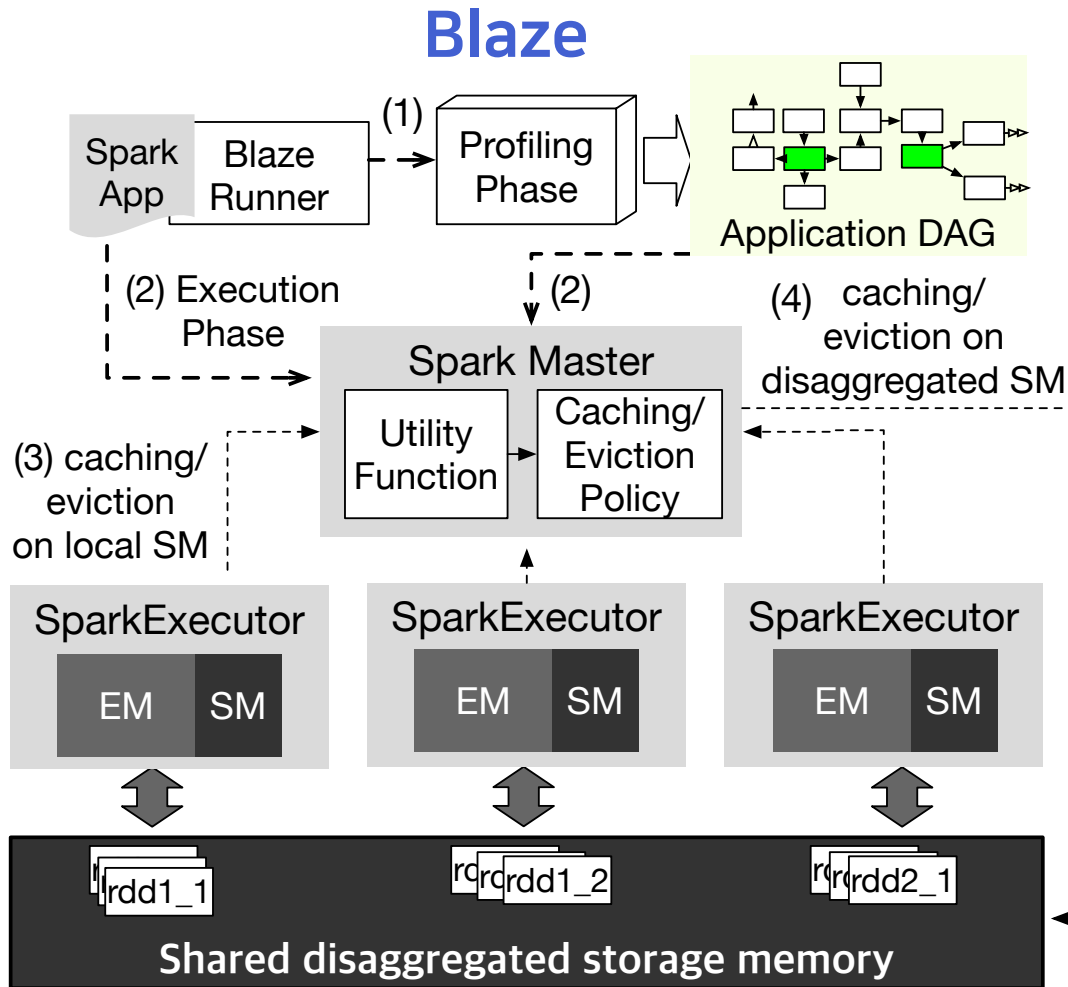 Blaze
Spark
App
Blaze
Runner
(1)
Profiling
Phase
Application DAG
(2) Execution
Phase
(2)
(4) caching/
eviction on
disaggregated SM
Spark Master
Utility
Function
Caching/
Eviction
Policy
(3) caching/
eviction
on local SM
SparkExecutor
EM
SM
SparkExecutor
EM
SM
SparkExecutor
EM
SM
rdd1_1
rdd1_2
rdd2_1
Shared disaggregated storage memory